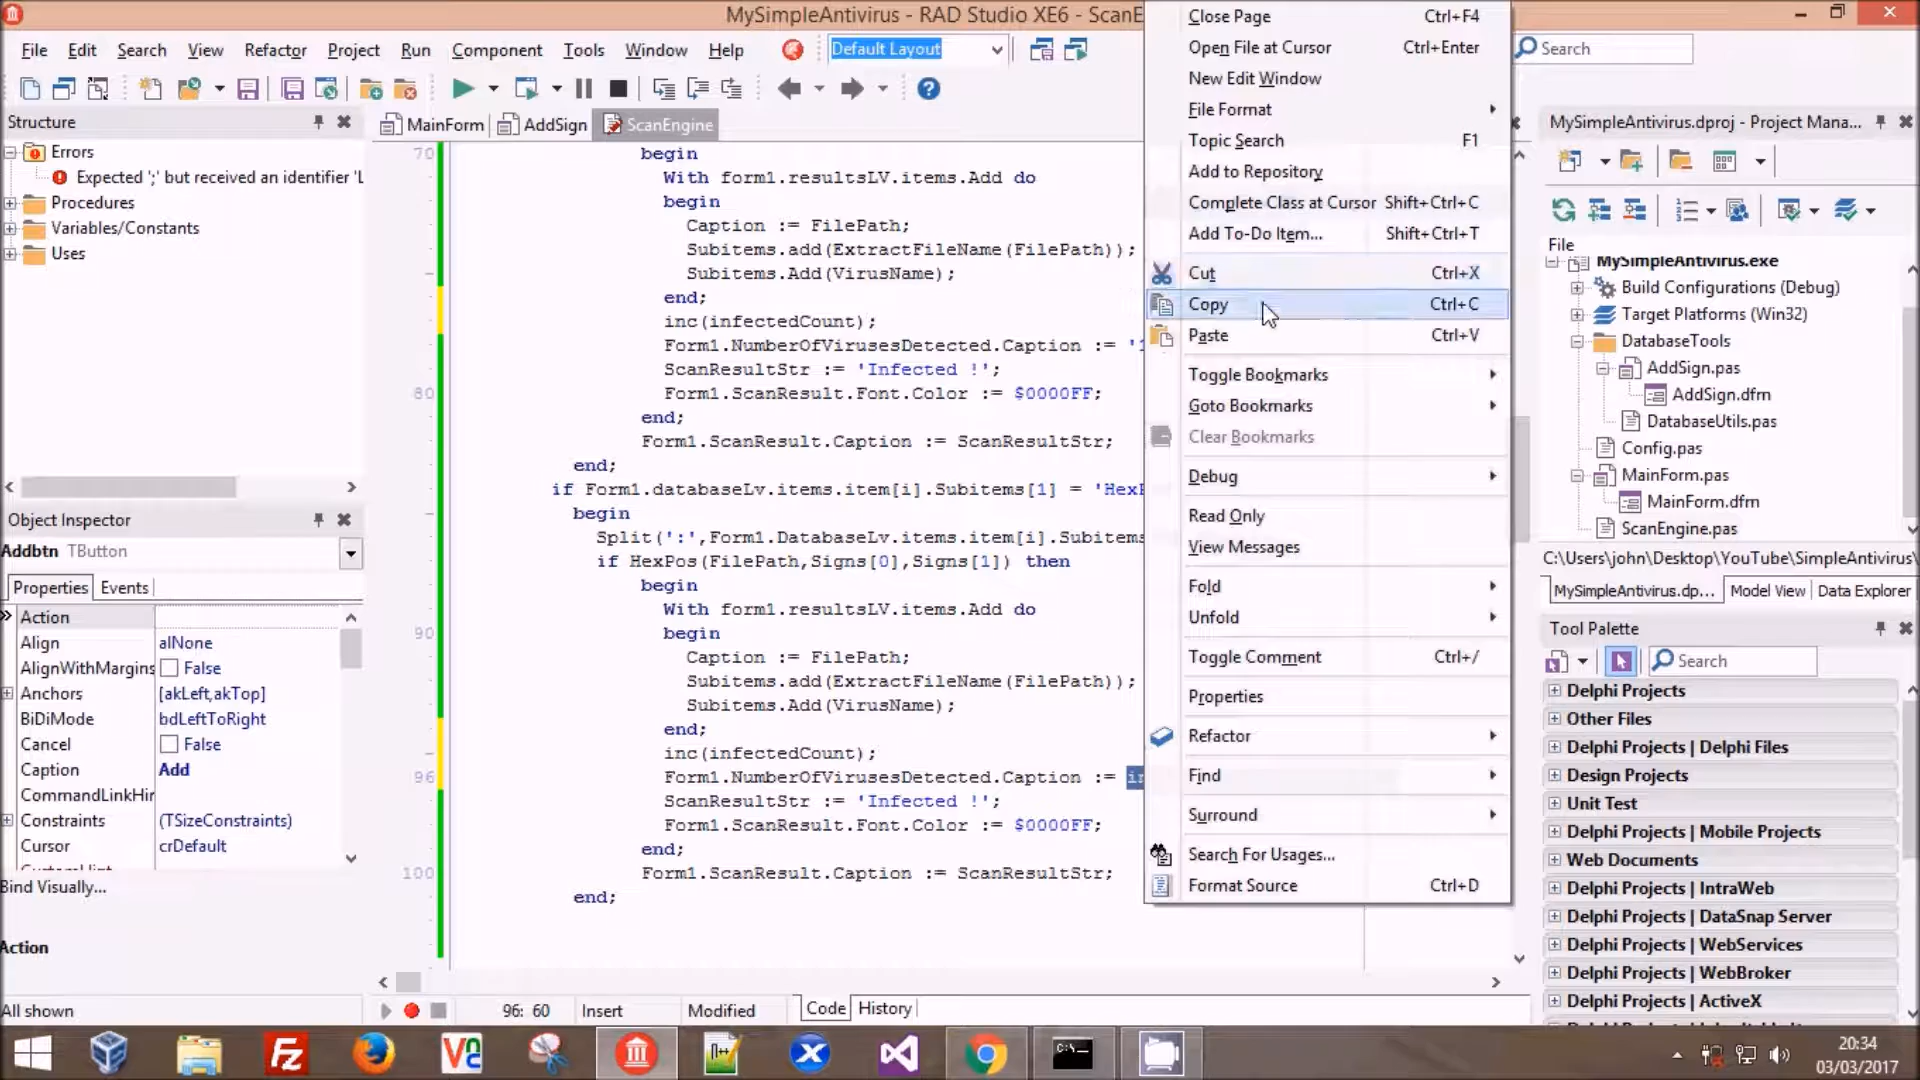 MySimpleAntivirus - RAD Studio XE6 - ScanE
File Edit Search View Refactor Project Run Component Tools Window Help
Default Layout
Search
Structure
MainForm
AddSign
ScanEngine
Errors
Expected ';' but received an identifier 'L
Procedures
Variables/Constants
Uses
Object Inspector
Addbtn TButton
Properties Events
Action
Align alNone
AlignWithMargins False
Anchors [akLeft,akTop]
BiDiMode bdLeftToRight
Cancel False
Caption Add
CommandLinkHin
Constraints (TSizeConstraints)
Cursor crDefault
Bind Visually...
Action
All shown
70 begin
With form1.resultsLV.items.Add do
begin
Caption := FilePath;
Subitems.add(ExtractFileName(FilePath));
Subitems.Add(VirusName);
end;
inc(infectedCount);
Form1.NumberOfVirusesDetected.Caption := '1
ScanResultStr := 'Infected !';
80 Form1.ScanResult.Font.Color := $0000FF;
end;
Form1.ScanResult.Caption := ScanResultStr;
end;
if Form1.databaseLv.items.item[i].Subitems[1] = 'HexP
begin
Split(':',Form1.DatabaseLv.items.item[i].Subitems
if HexPos(FilePath,Signs[0],Signs[1]) then
begin
With form1.resultsLV.items.Add do
90 begin
Caption := FilePath;
Subitems.add(ExtractFileName(FilePath));
Subitems.Add(VirusName);
end;
inc(infectedCount);
96 Form1.NumberOfVirusesDetected.Caption := in
ScanResultStr := 'Infected !';
Form1.ScanResult.Font.Color := $0000FF;
end;
100 Form1.ScanResult.Caption := ScanResultStr;
end;
96: 60 Insert Modified Code History
Close Page Ctrl+F4
Open File at Cursor Ctrl+Enter
New Edit Window
File Format
Topic Search F1
Add to Repository
Complete Class at Cursor Shift+Ctrl+C
Add To-Do Item... Shift+Ctrl+T
Cut Ctrl+X
Copy Ctrl+C
Paste Ctrl+V
Toggle Bookmarks
Goto Bookmarks
Clear Bookmarks
Debug
Read Only
View Messages
Fold
Unfold
Toggle Comment Ctrl+/
Properties
Refactor
Find
Surround
Search For Usages...
Format Source Ctrl+D
MySimpleAntivirus.dproj - Project Mana...
File
MySimpleAntivirus.exe
Build Configurations (Debug)
Target Platforms (Win32)
DatabaseTools
AddSign.pas
AddSign.dfm
DatabaseUtils.pas
Config.pas
MainForm.pas
MainForm.dfm
ScanEngine.pas
C:\Users\john\Desktop\YouTube\SimpleAntivirus\
MySimpleAntivirus.dp... Model View Data Explorer
Tool Palette
Search
Delphi Projects
Other Files
Delphi Projects | Delphi Files
Design Projects
Unit Test
Delphi Projects | Mobile Projects
Web Documents
Delphi Projects | IntraWeb
Delphi Projects | DataSnap Server
Delphi Projects | WebServices
Delphi Projects | WebBroker
Delphi Projects | ActiveX
20:34
03/03/2017